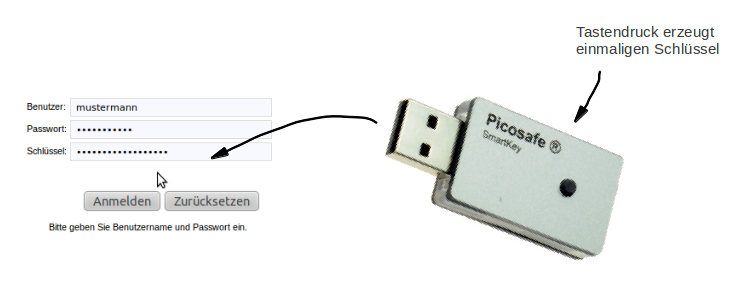 Tastendruck erzeugt
einmaligen Schlüssel
Benutzer: mustermann
Passwort: •••••••••••
Schlüssel: ••••••••••••••••••
Anmelden Zurücksetzen
Bitte geben Sie Benutzername und Passwort ein.
Picosafe ®
SmartKey